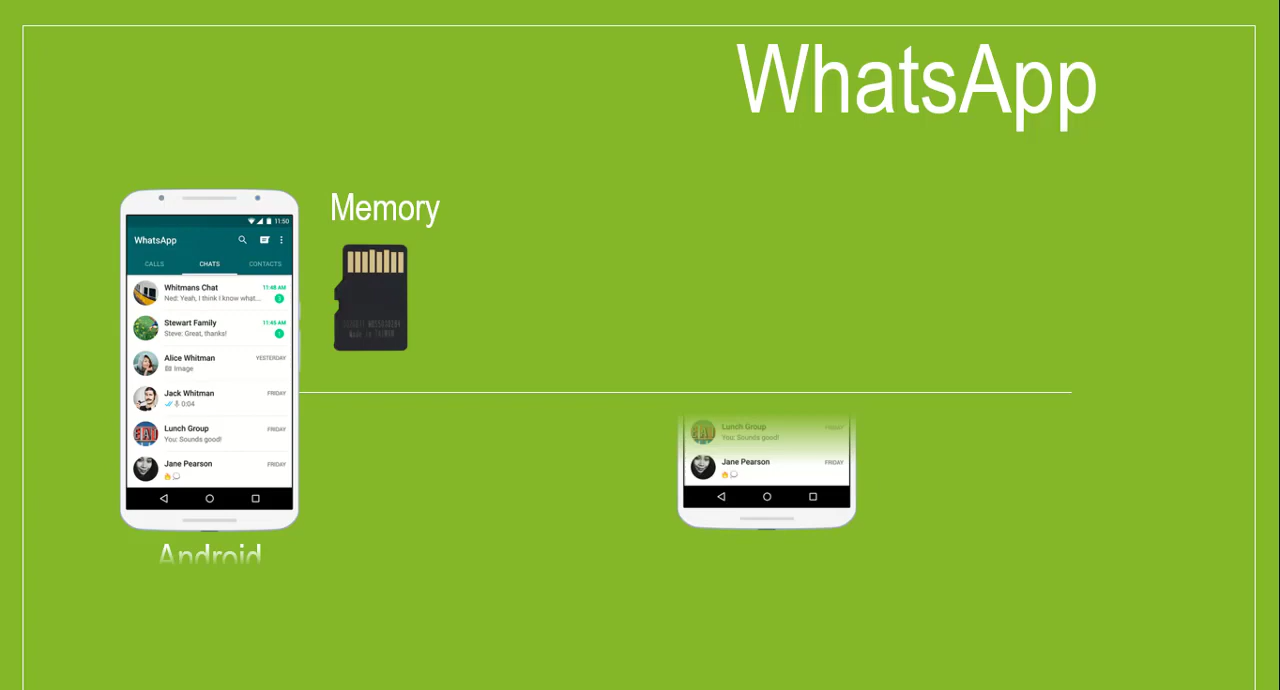 WhatsApp
Memory
11:50
WhatsApp
CALLS CHATS CONTACTS
Whitmans Chat 11:48 AM
Ned: Yeah, I think I know what... 3
Stewart Family 11:45 AM
Steve: Great, thanks! 1
Alice Whitman YESTERDAY
Image
Jack Whitman FRIDAY
0:04
Lunch Group FRIDAY
You: Sounds good!
Jane Pearson FRIDAY
Android
Lunch Group FRIDAY
You: Sounds good!
Jane Pearson FRIDAY